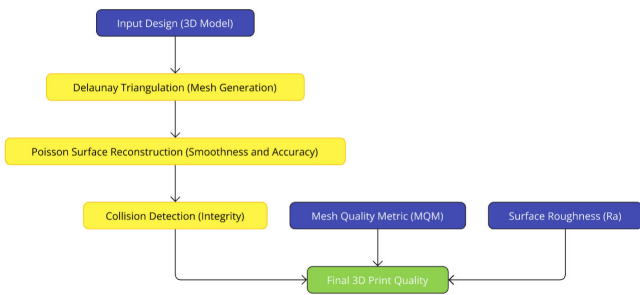 Input Design (3D Model)
Delaunay Triangulation (Mesh Generation)
Poisson Surface Reconstruction (Smoothness and Accuracy)
Collision Detection (Integrity)
Mesh Quality Metric (MQM)
Surface Roughness (Ra)
Final 3D Print Quality